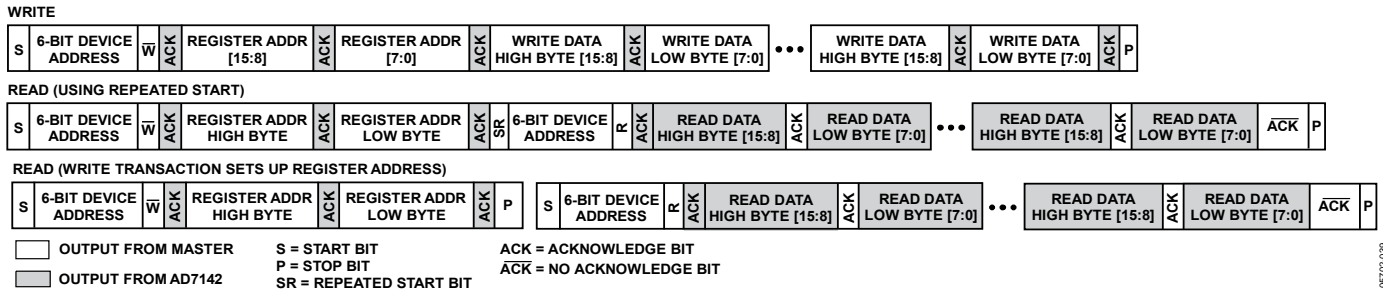 WRITE
S 6-BIT DEVICE ADDRESS W̅ ACK REGISTER ADDR [15:8] ACK REGISTER ADDR [7:0] ACK WRITE DATA HIGH BYTE [15:8] ACK WRITE DATA LOW BYTE [7:0] ••• WRITE DATA HIGH BYTE [15:8] ACK WRITE DATA LOW BYTE [7:0] ACK P
READ (USING REPEATED START)
S 6-BIT DEVICE ADDRESS W̅ ACK REGISTER ADDR HIGH BYTE ACK REGISTER ADDR LOW BYTE ACK SR 6-BIT DEVICE ADDRESS R ACK READ DATA HIGH BYTE [15:8] ACK READ DATA LOW BYTE [7:0] ••• READ DATA HIGH BYTE [15:8] ACK READ DATA LOW BYTE [7:0] A̅C̅K̅ P
READ (WRITE TRANSACTION SETS UP REGISTER ADDRESS)
S 6-BIT DEVICE ADDRESS W̅ ACK REGISTER ADDR HIGH BYTE ACK REGISTER ADDR LOW BYTE ACK P S 6-BIT DEVICE ADDRESS R ACK READ DATA HIGH BYTE [15:8] ACK READ DATA LOW BYTE [7:0] ••• READ DATA HIGH BYTE [15:8] ACK READ DATA LOW BYTE [7:0] A̅C̅K̅ P
OUTPUT FROM MASTER
OUTPUT FROM AD7142
S = START BIT
P = STOP BIT
SR = REPEATED START BIT
ACK = ACKNOWLEDGE BIT
A̅C̅K̅ = NO ACKNOWLEDGE BIT